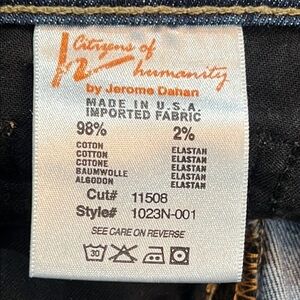 Citizens of
humanity
by Jerome Dahan
MADE IN U.S.A.
IMPORTED FABRIC
98% 2%
COTON ELASTAN
COTTON ELASTAN
COTONE ELASTAN
BAUMWOLLE ELASTAN
ALGODON ELASTAN
Cut# 11508
Style# 1023N-001
SEE CARE ON REVERSE
30